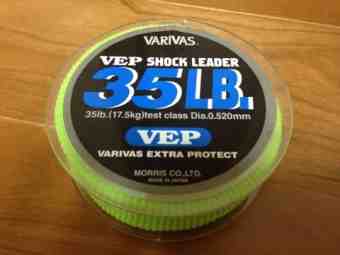 VARIVAS®
VEP SHOCK LEADER
35LB.
35lb.(17.5kg)test class Dia.0.520mm
VEP
VARIVAS EXTRA PROTECT
MORRIS CO.,LTD.
MADE IN JAPAN